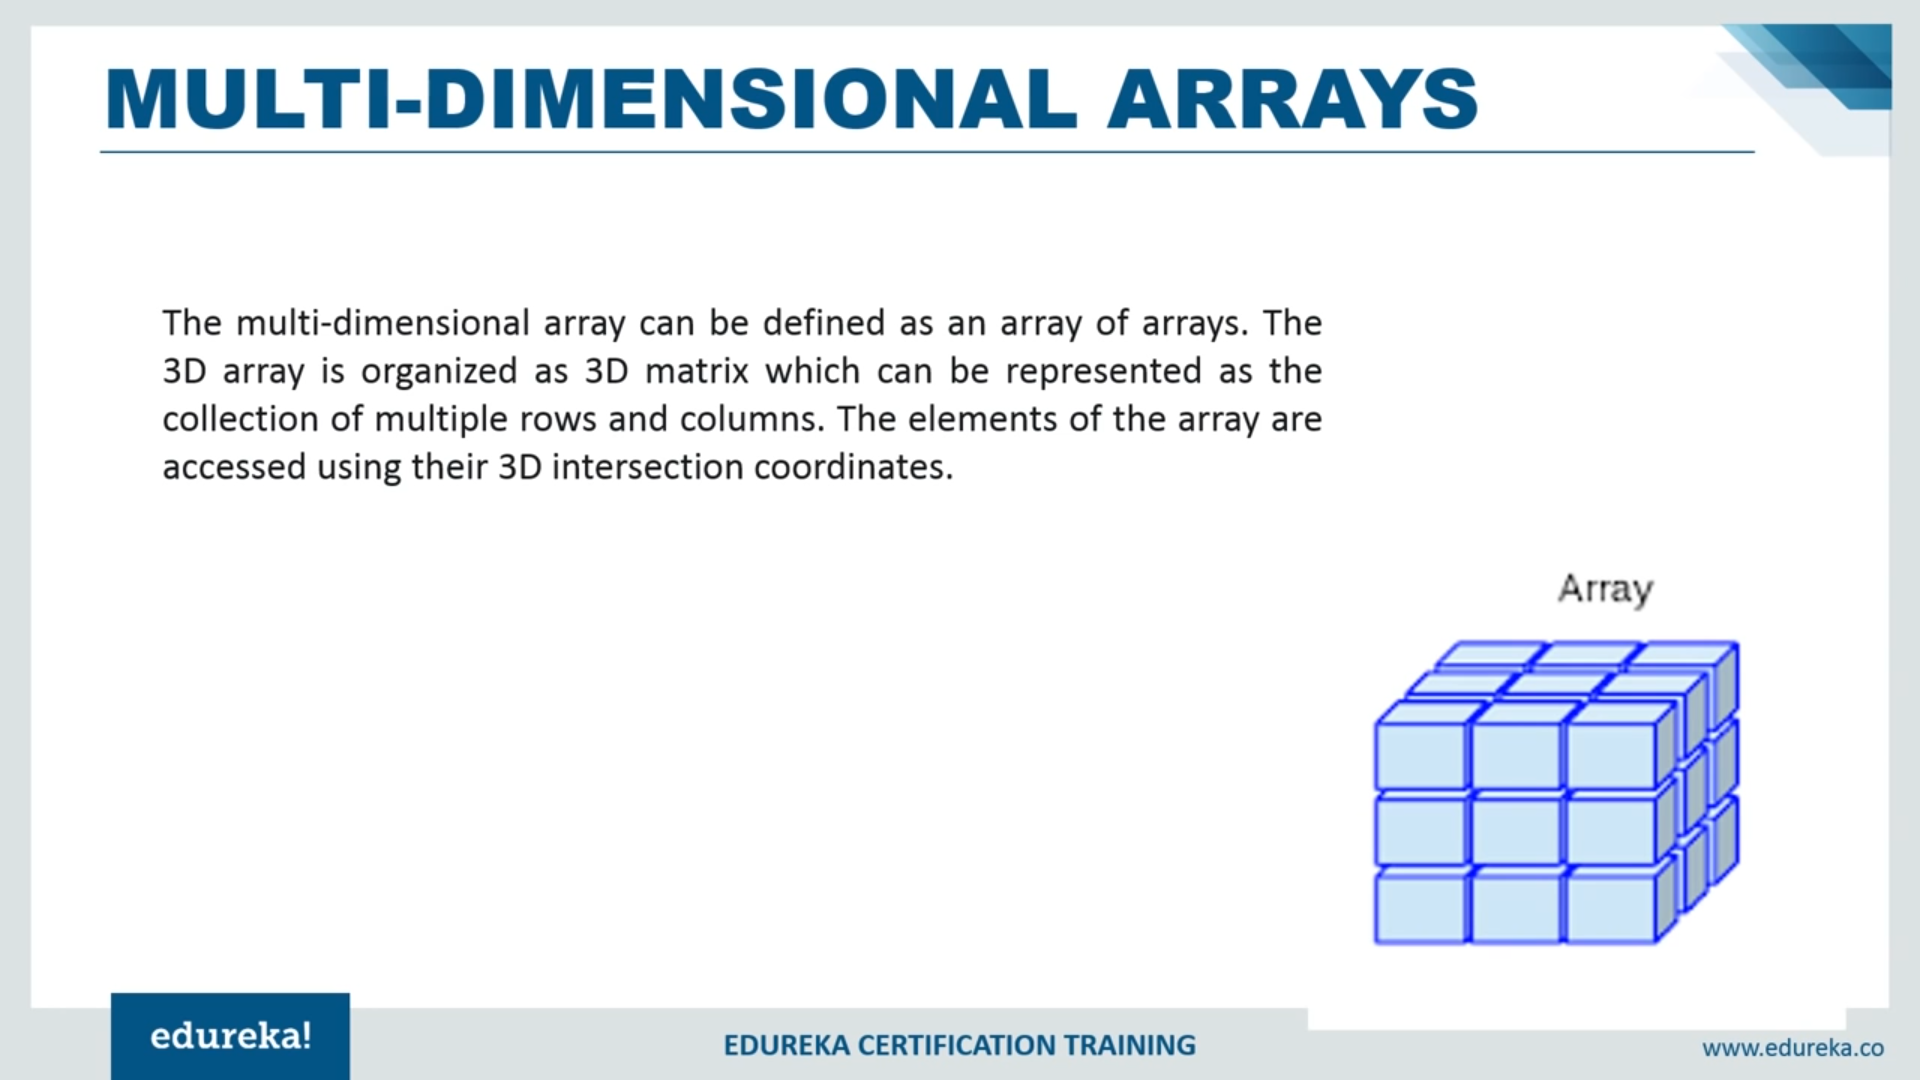 MULTI-DIMENSIONAL ARRAYS
The multi-dimensional array can be defined as an array of arrays. The
3D array is organized as 3D matrix which can be represented as the
collection of multiple rows and columns. The elements of the array are
accessed using their 3D intersection coordinates.
Array
edureka!
EDUREKA CERTIFICATION TRAINING
www.edureka.co